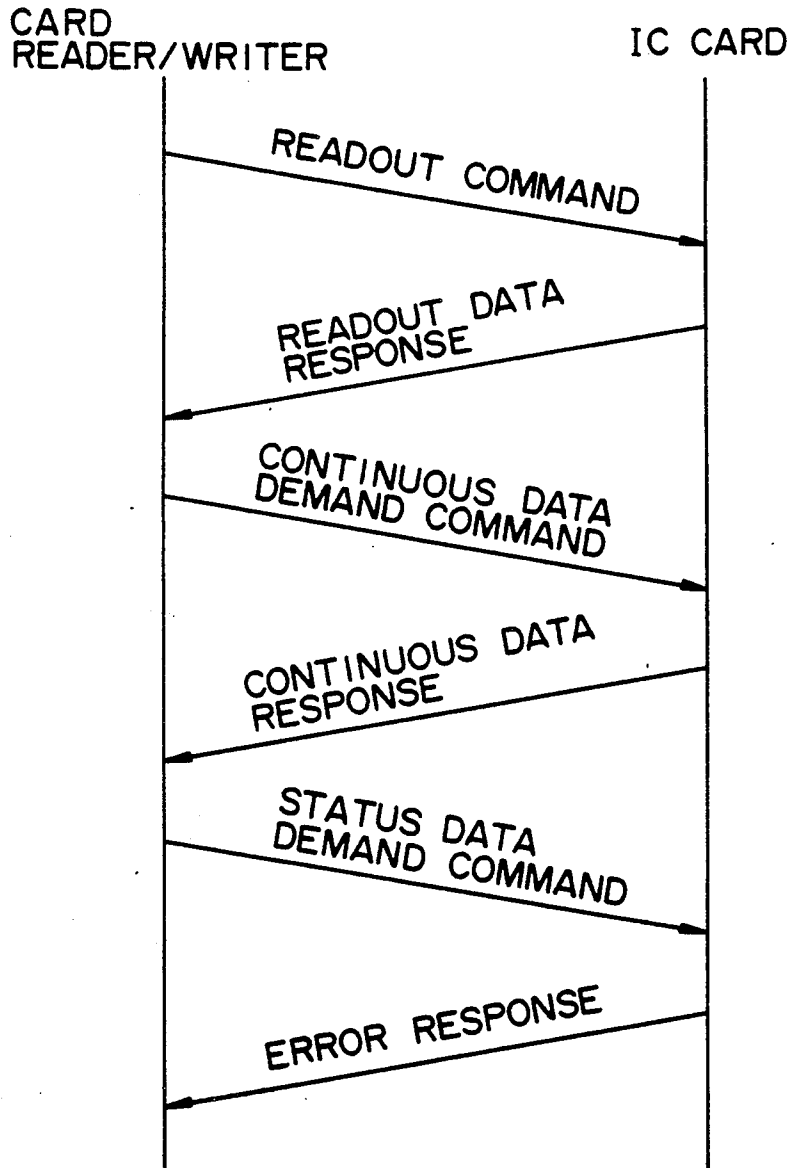 CARD
READER/WRITER
IC CARD
READOUT COMMAND
READOUT DATA
RESPONSE
CONTINUOUS DATA
DEMAND COMMAND
CONTINUOUS DATA
RESPONSE
STATUS DATA
DEMAND COMMAND
ERROR RESPONSE